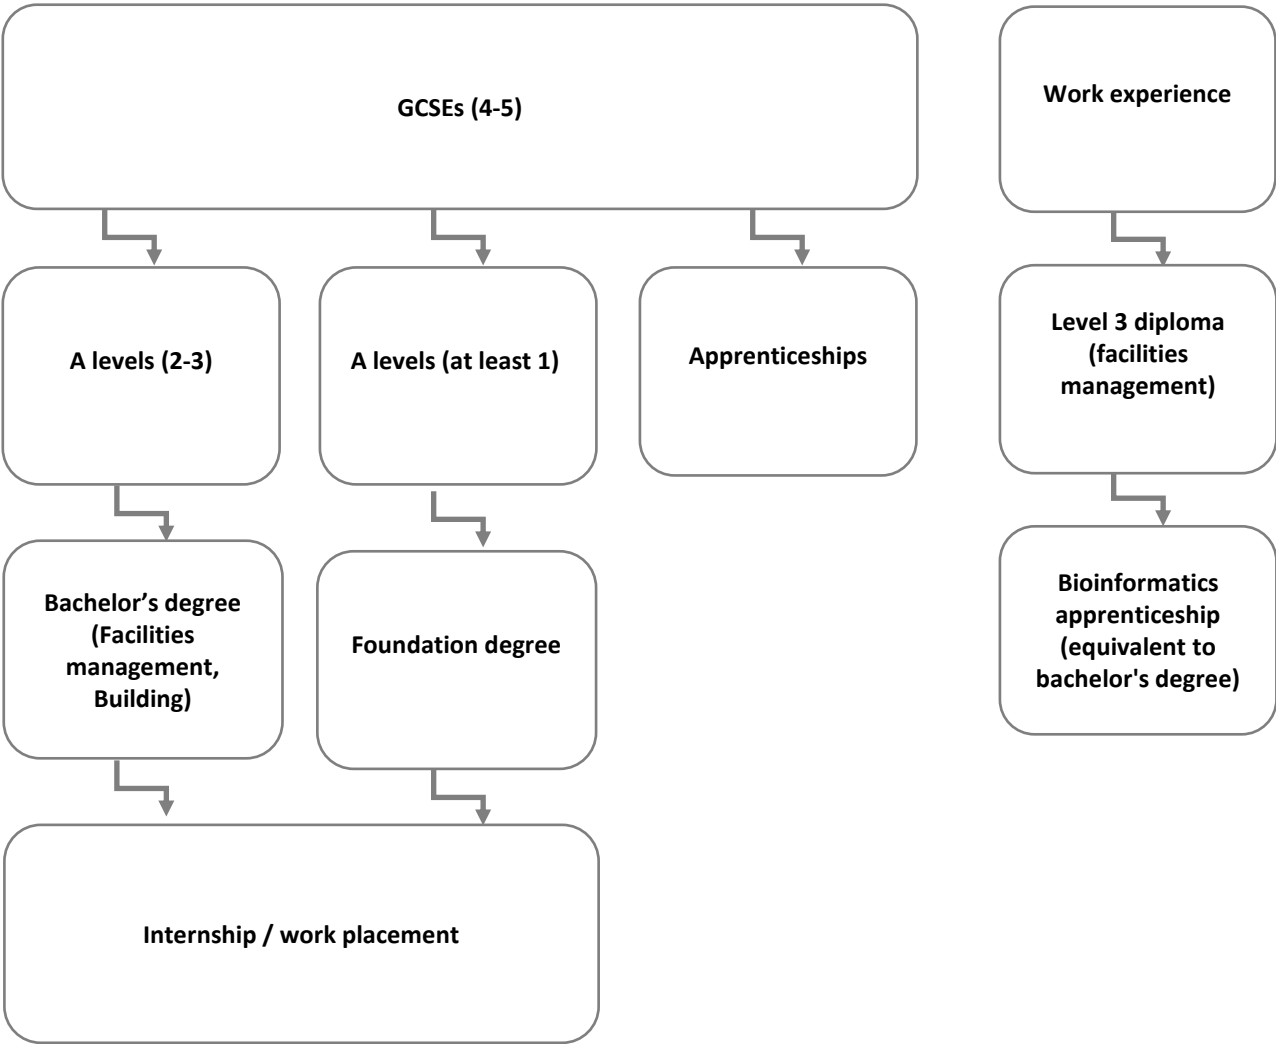 GCSEs (4-5)
Work experience
A levels (2-3)
A levels (at least 1)
Apprenticeships
Level 3 diploma
(facilities
management)
Bachelor’s degree
(Facilities
management,
Building)
Foundation degree
Bioinformatics
apprenticeship
(equivalent to
bachelor's degree)
Internship / work placement